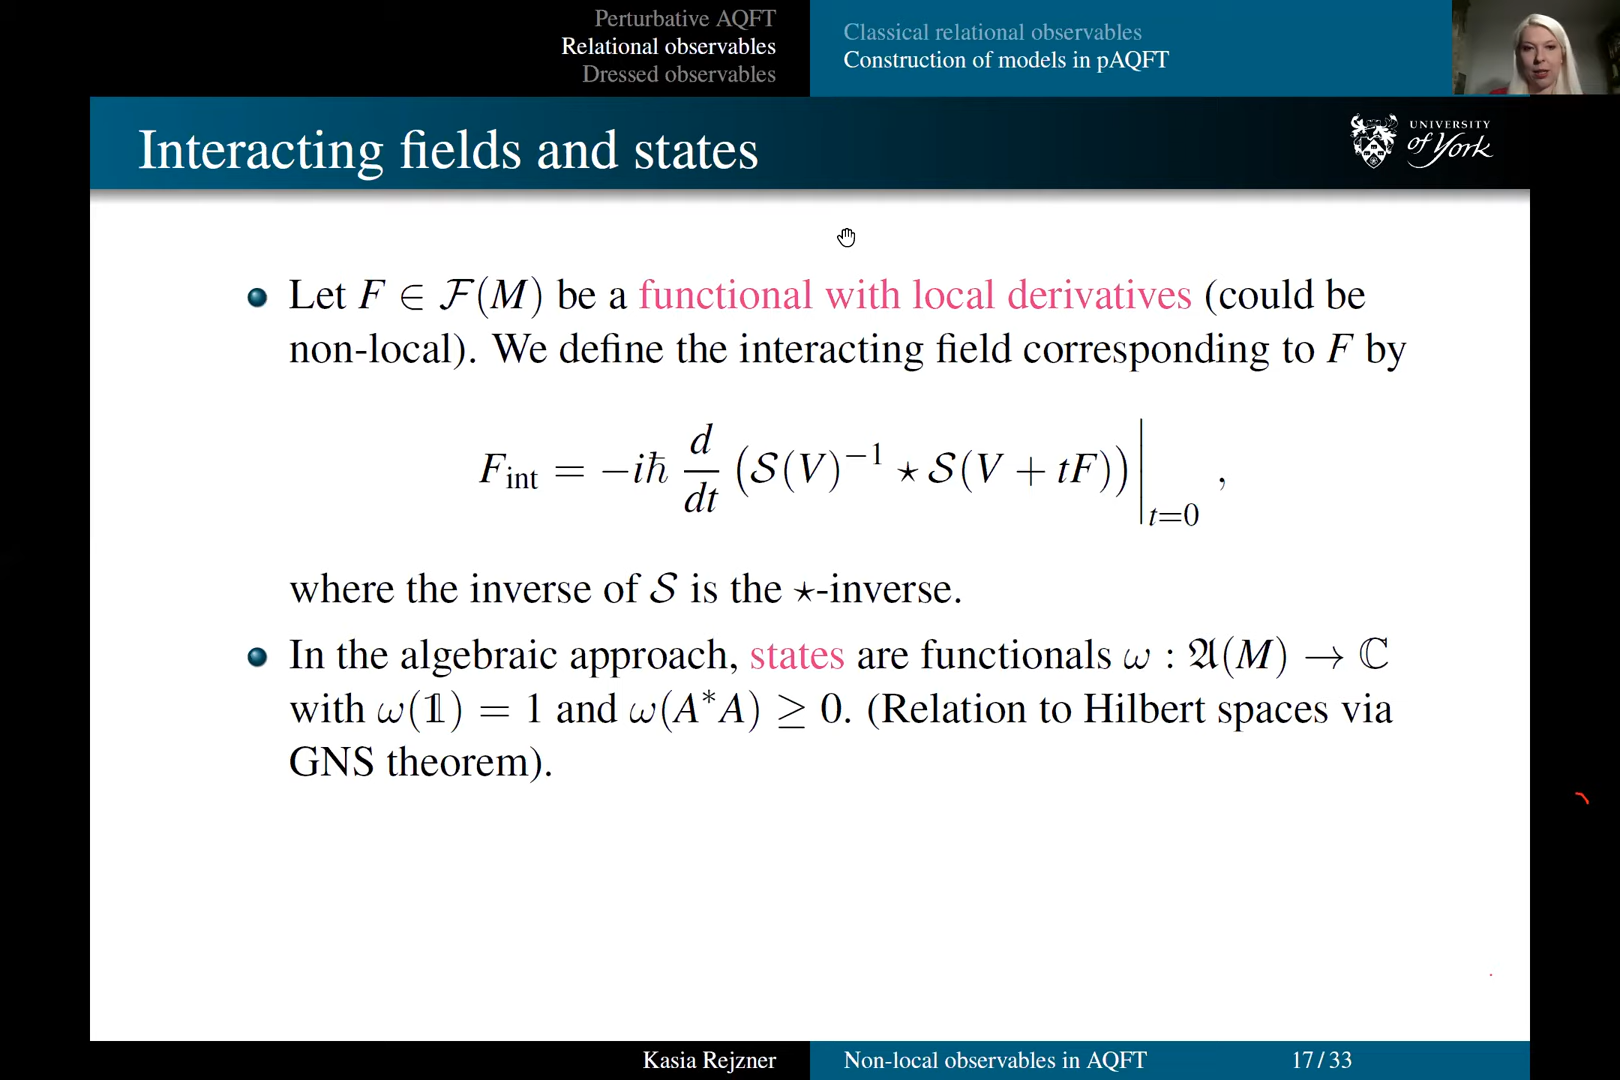 Perturbative AQFT
Relational observables
Dressed observables
Classical relational observables
Construction of models in pAQFT
Interacting fields and states
UNIVERSITY
of York
Let F ∈ ℱ(M) be a functional with local derivatives (could be
non-local). We define the interacting field corresponding to F by
F_int = −iℏ d/dt (𝒮(V)^−1 ⋆ 𝒮(V + tF))|_t=0 ,
where the inverse of 𝒮 is the ⋆-inverse.
In the algebraic approach, states are functionals ω : 𝔄(M) → ℂ
with ω(𝟙) = 1 and ω(A*A) ≥ 0. (Relation to Hilbert spaces via
GNS theorem).
Kasia Rejzner
Non-local observables in AQFT
17/33